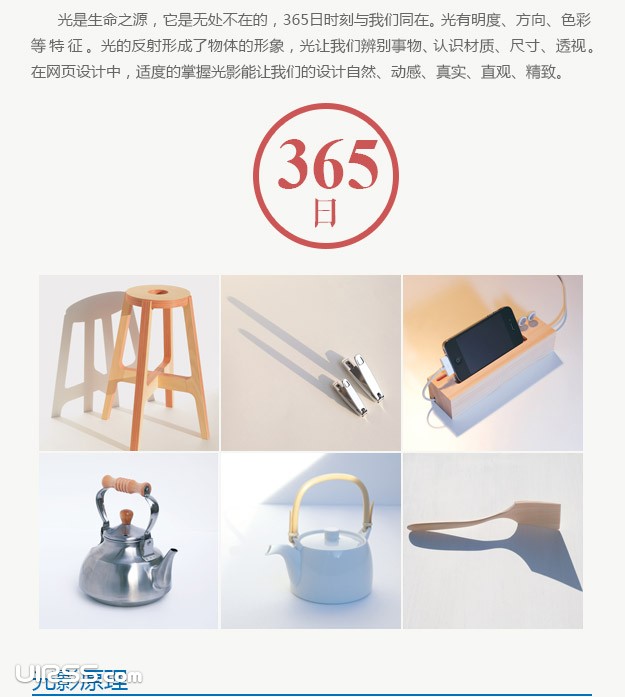 光是生命之源，它是无处不在的，365日时刻与我们同在。光有明度、方向、色彩
等特征。光的反射形成了物体的形象，光让我们辨别事物、认识材质、尺寸、透视。
在网页设计中，适度的掌握光影能让我们的设计自然、动感、真实、直观、精致。
365
日
光影原理